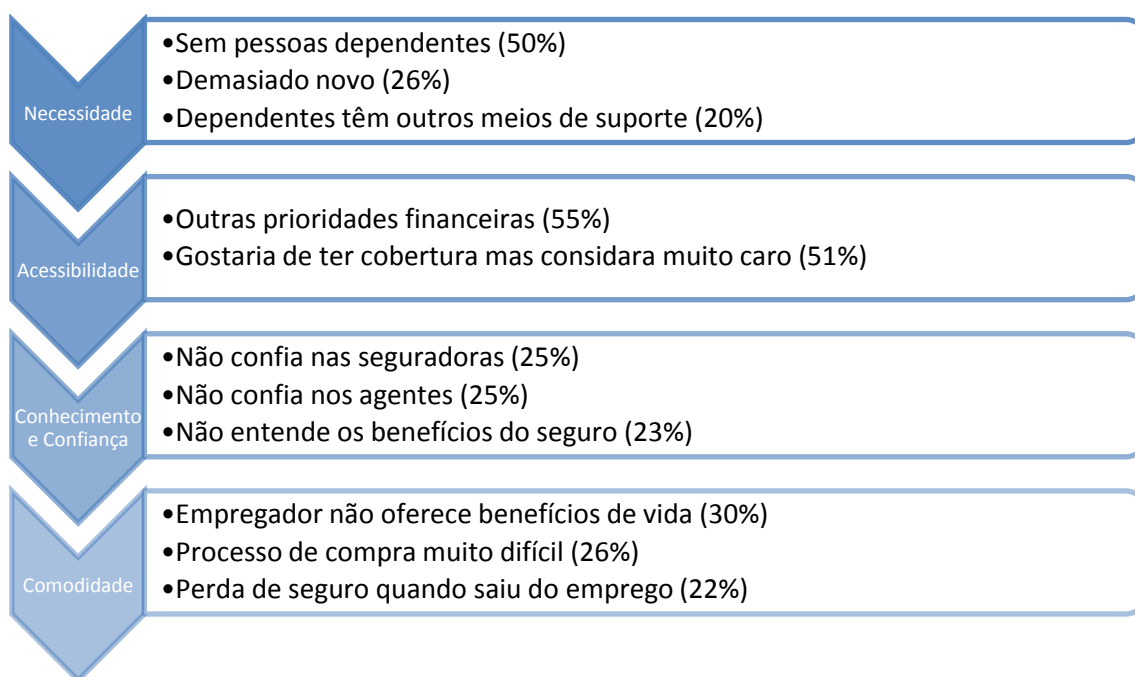 Necessidade
•Sem pessoas dependentes (50%)
•Demasiado novo (26%)
•Dependentes têm outros meios de suporte (20%)
Acessibilidade
•Outras prioridades financeiras (55%)
•Gostaria de ter cobertura mas considara muito caro (51%)
Conhecimento
e Confiança
•Não confia nas seguradoras (25%)
•Não confia nos agentes (25%)
•Não entende os benefícios do seguro (23%)
Comodidade
•Empregador não oferece benefícios de vida (30%)
•Processo de compra muito difícil (26%)
•Perda de seguro quando saiu do emprego (22%)